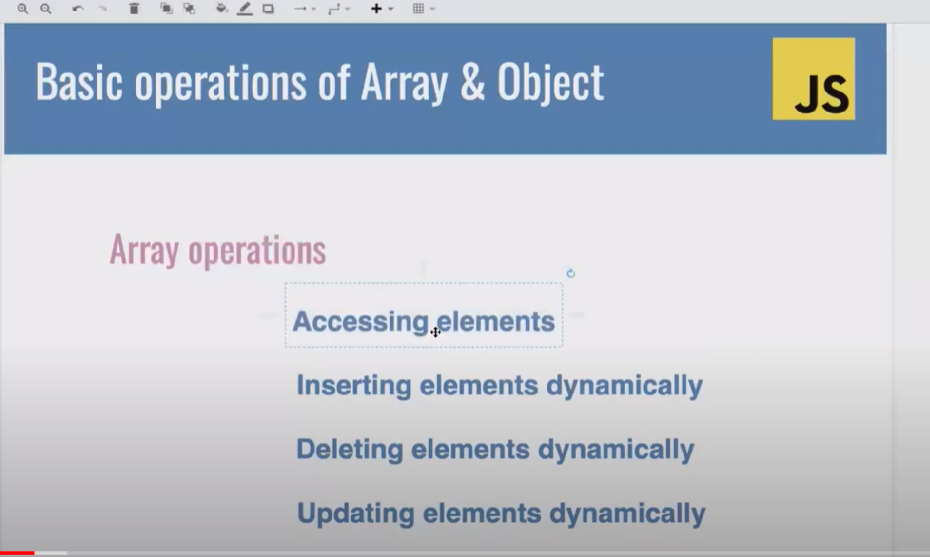 Basic operations of Array & Object
JS
Array operations
Accessing elements
Inserting elements dynamically
Deleting elements dynamically
Updating elements dynamically